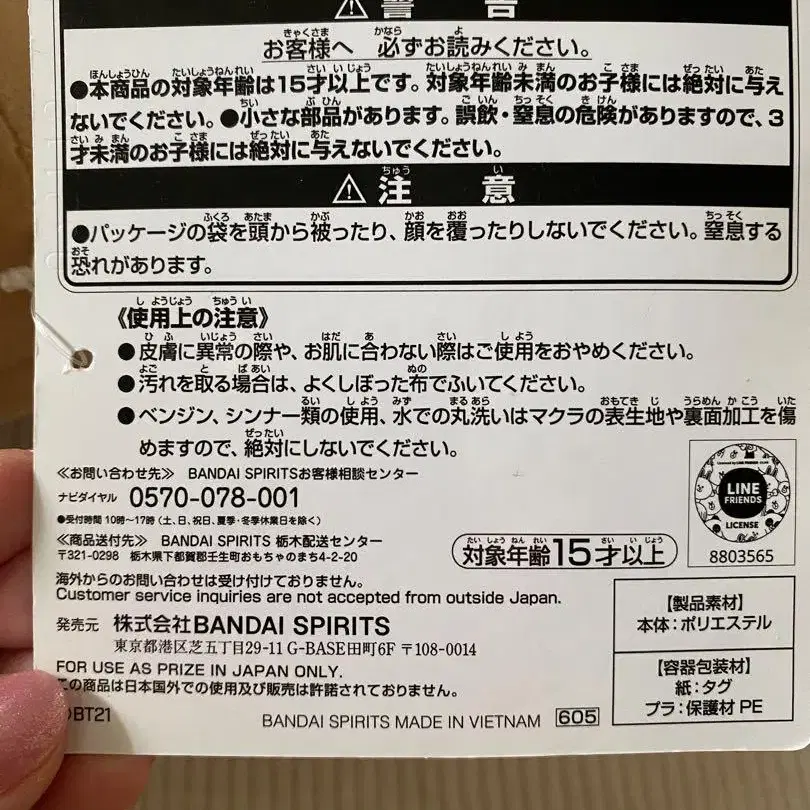 ⚠警告
お客様へ 必ずお読みください。
●本商品の対象年齢は15才以上です。対象年齢未満のお子様には絶対に与え
ないでください。●小さな部品があります。誤飲・窒息の危険がありますので、3
才未満のお子様には絶対に与えないでください。
⚠注意
●パッケージの袋を頭から被ったり、顔を覆ったりしないでください。窒息する
恐れがあります。
《使用上の注意》
●皮膚に異常の際や、お肌に合わない際はご使用をおやめください。
●汚れを取る場合は、よくしぼった布でふいてください。
●ベンジン、シンナー類の使用、水での丸洗いはマクラの表生地や裏面加工を傷
めますので、絶対にしないでください。
≪お問い合わせ先≫ BANDAI SPIRITSお客様相談センター
ナビダイヤル 0570-078-001
●受付時間 10時～17時(土、日、祝日、夏季・冬季休業日を除く)
≪商品送付先≫ BANDAI SPIRITS 栃木配送センター
〒321-0298 栃木県下都賀郡壬生町おもちゃのまち4-2-20
対象年齢15才以上
LINE
FRIENDS
LICENSE
8803565
海外からのお問い合わせは受け付けておりません。
Customer service inquiries are not accepted from outside Japan.
発売元 株式会社BANDAI SPIRITS
東京都港区芝五丁目29-11 G-BASE田町6F 〒108-0014
FOR USE AS PRIZE IN JAPAN ONLY.
この商品は日本国外での使用及び販売は許諾されておりません。
BT21
BANDAI SPIRITS MADE IN VIETNAM 605
【製品素材】
本体:ポリエステル
【容器包装材】
紙:タグ
プラ:保護材 PE